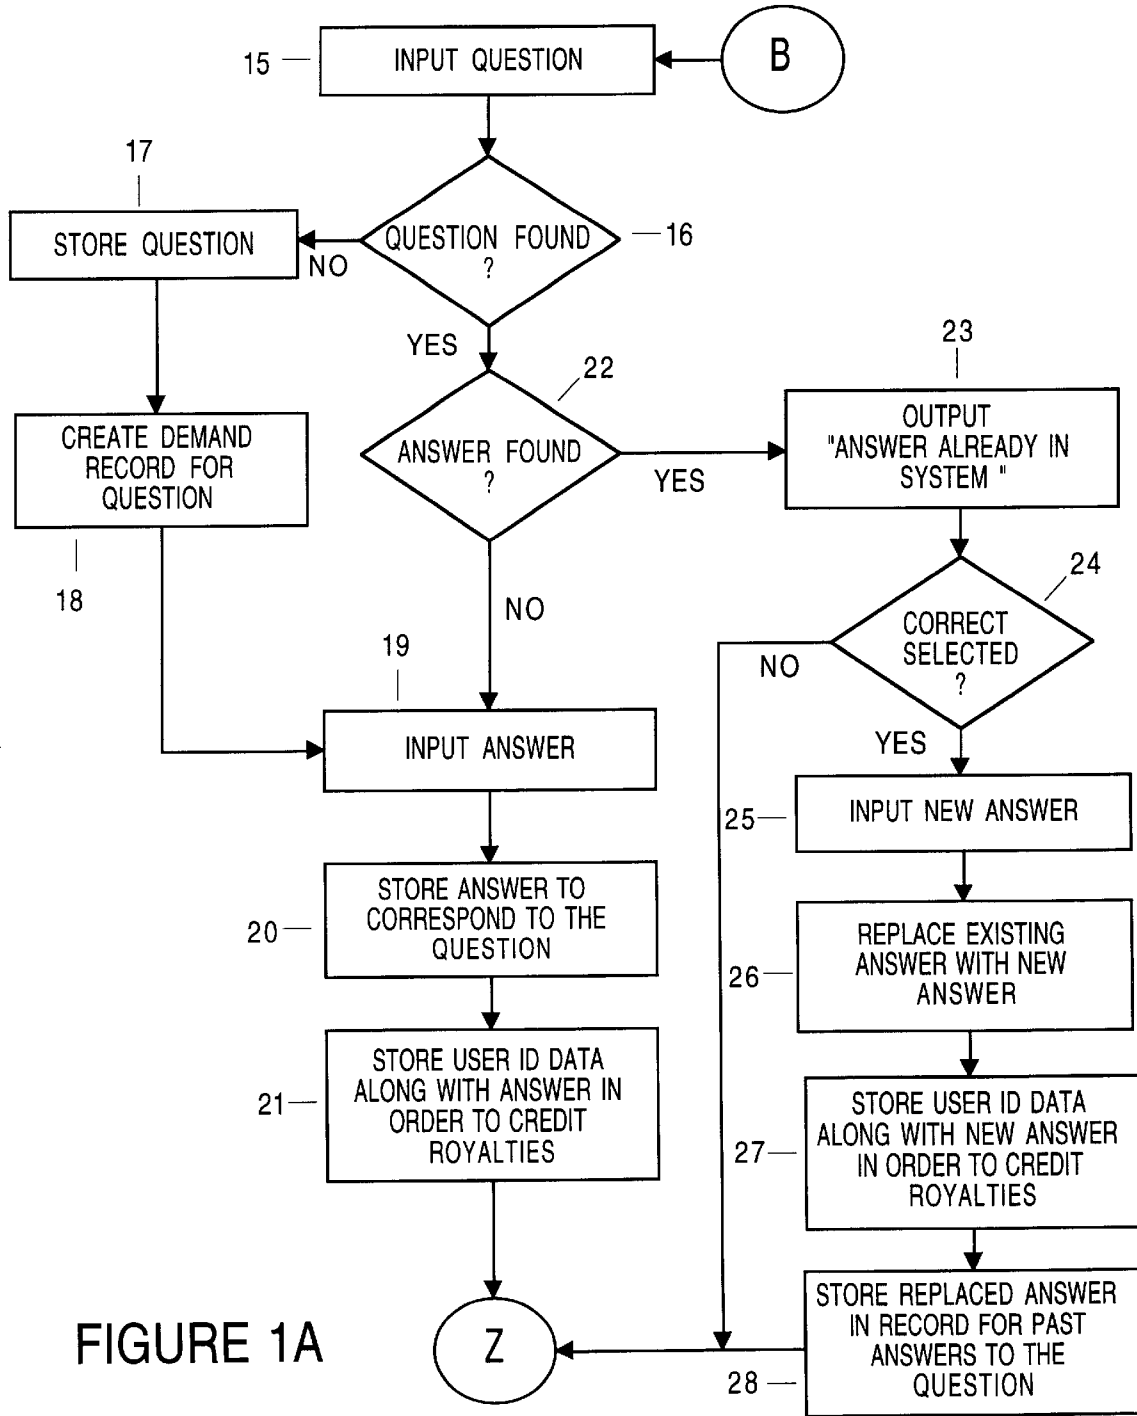 15
INPUT QUESTION
B
17
STORE QUESTION
NO
QUESTION FOUND
?
16
YES
22
23
CREATE DEMAND
RECORD FOR
QUESTION
18
ANSWER FOUND
?
YES
OUTPUT
"ANSWER ALREADY IN
SYSTEM "
NO
24
CORRECT
SELECTED
?
NO
YES
19
INPUT ANSWER
25
INPUT NEW ANSWER
20
STORE ANSWER TO
CORRESPOND TO THE
QUESTION
26
REPLACE EXISTING
ANSWER WITH NEW
ANSWER
21
STORE USER ID DATA
ALONG WITH ANSWER IN
ORDER TO CREDIT
ROYALTIES
27
STORE USER ID DATA
ALONG WITH NEW ANSWER
IN ORDER TO CREDIT
ROYALTIES
Z
28
STORE REPLACED ANSWER
IN RECORD FOR PAST
ANSWERS TO THE
QUESTION
FIGURE 1A